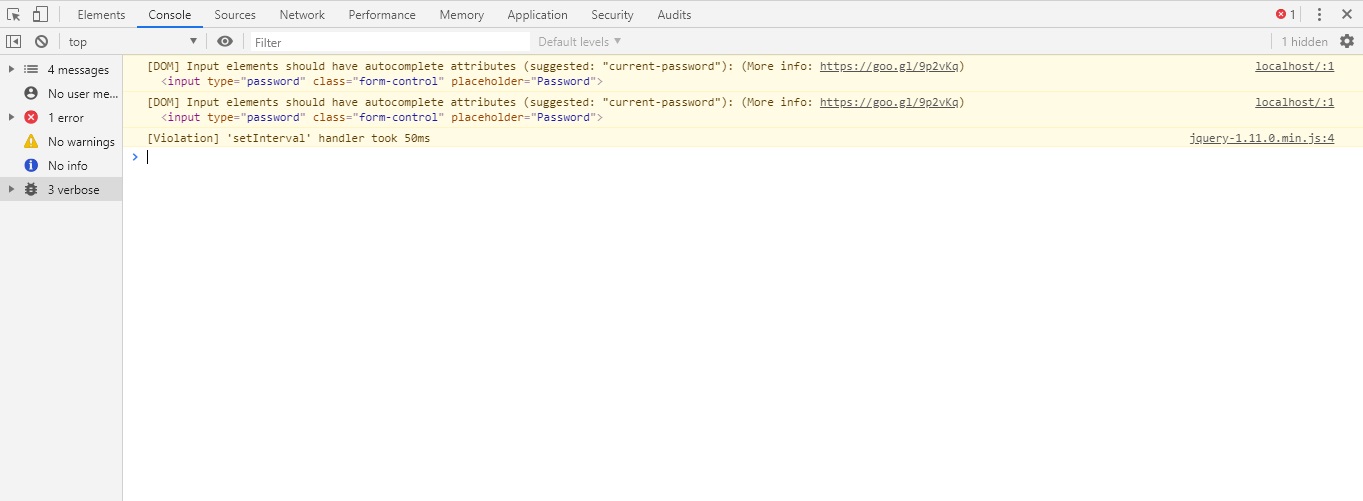 Elements Console Sources Network Performance Memory Application Security Audits 1
top Filter Default levels 1 hidden
4 messages
No user me...
1 error
No warnings
No info
3 verbose
[DOM] Input elements should have autocomplete attributes (suggested: "current-password"): (More info: https://goo.gl/9p2vKq) localhost/:1
<input type="password" class="form-control" placeholder="Password">
[DOM] Input elements should have autocomplete attributes (suggested: "current-password"): (More info: https://goo.gl/9p2vKq) localhost/:1
<input type="password" class="form-control" placeholder="Password">
[Violation] 'setInterval' handler took 50ms jquery-1.11.0.min.js:4